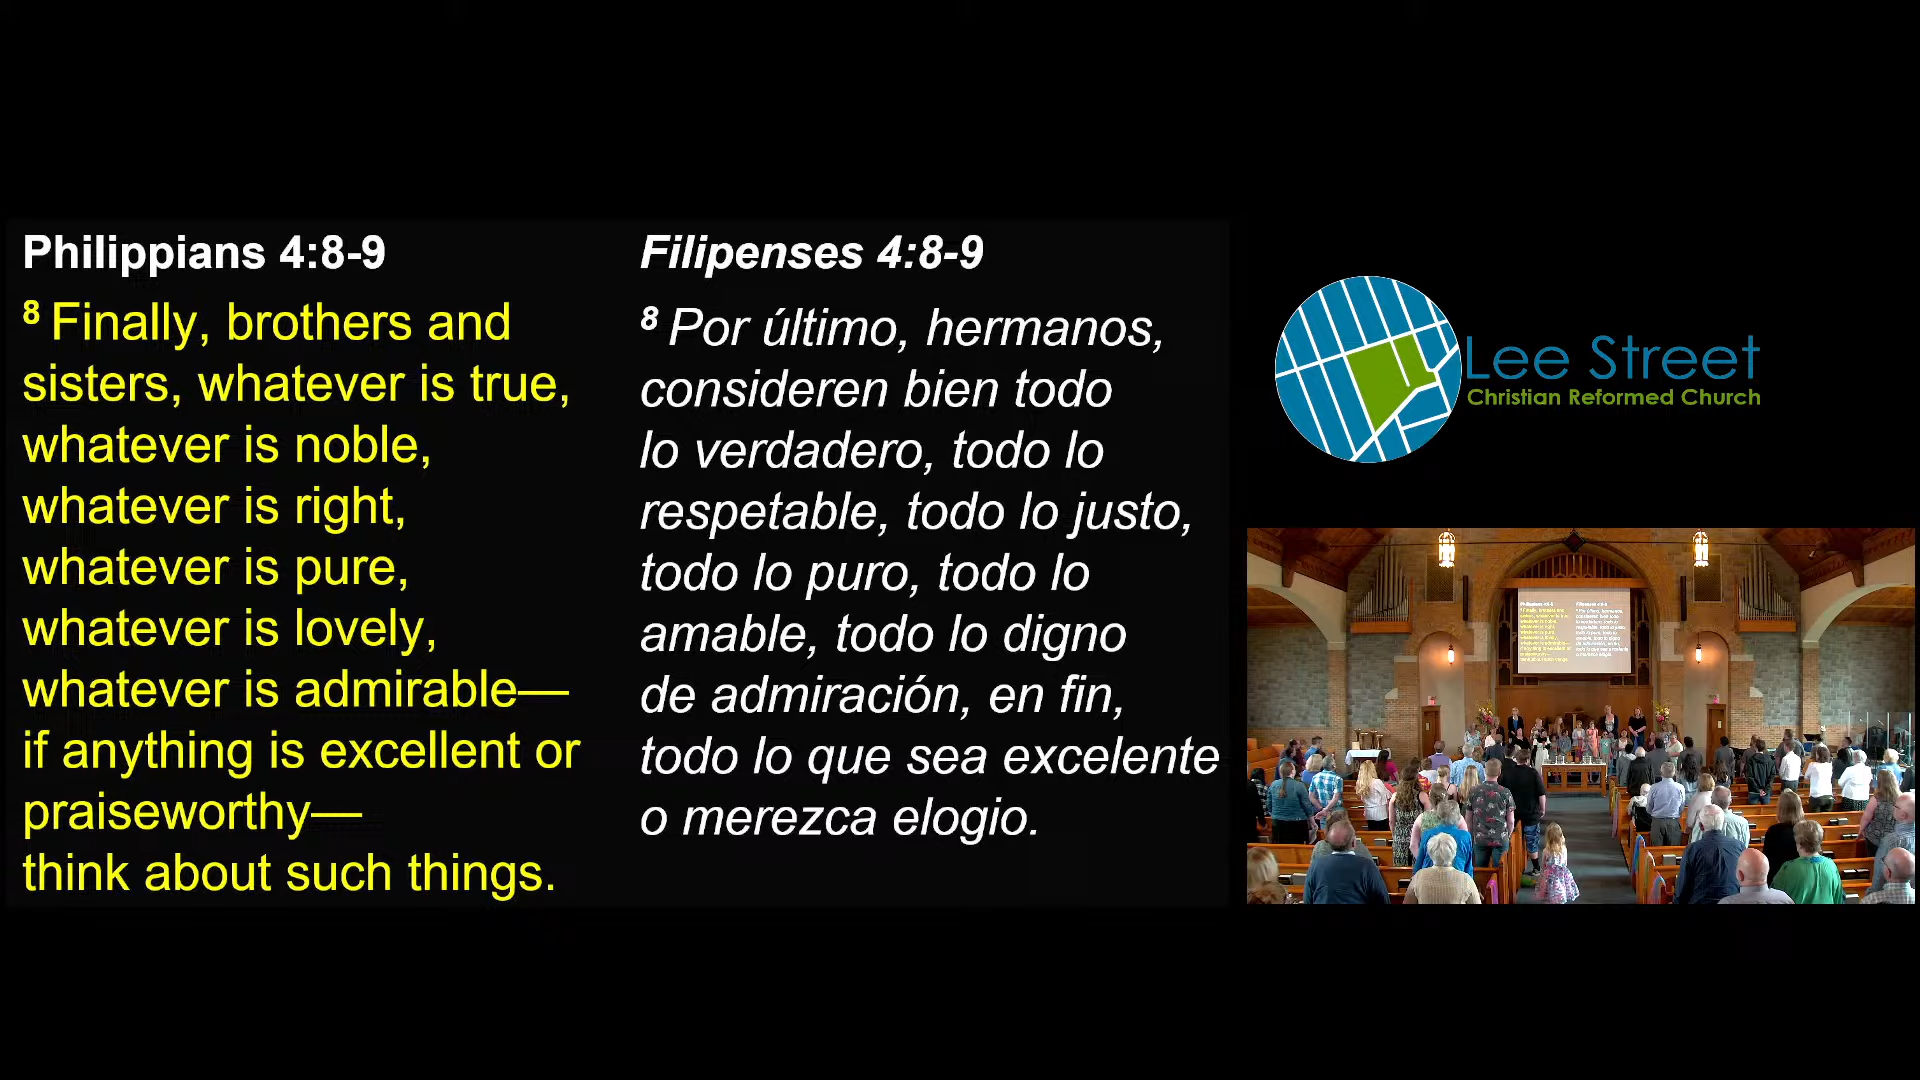 Philippians 4:8-9
8 Finally, brothers and
sisters, whatever is true,
whatever is noble,
whatever is right,
whatever is pure,
whatever is lovely,
whatever is admirable—
if anything is excellent or
praiseworthy—
think about such things.
Filipenses 4:8-9
8 Por último, hermanos,
consideren bien todo
lo verdadero, todo lo
respetable, todo lo justo,
todo lo puro, todo lo
amable, todo lo digno
de admiración, en fin,
todo lo que sea excelente
o merezca elogio.
Lee Street
Christian Reformed Church